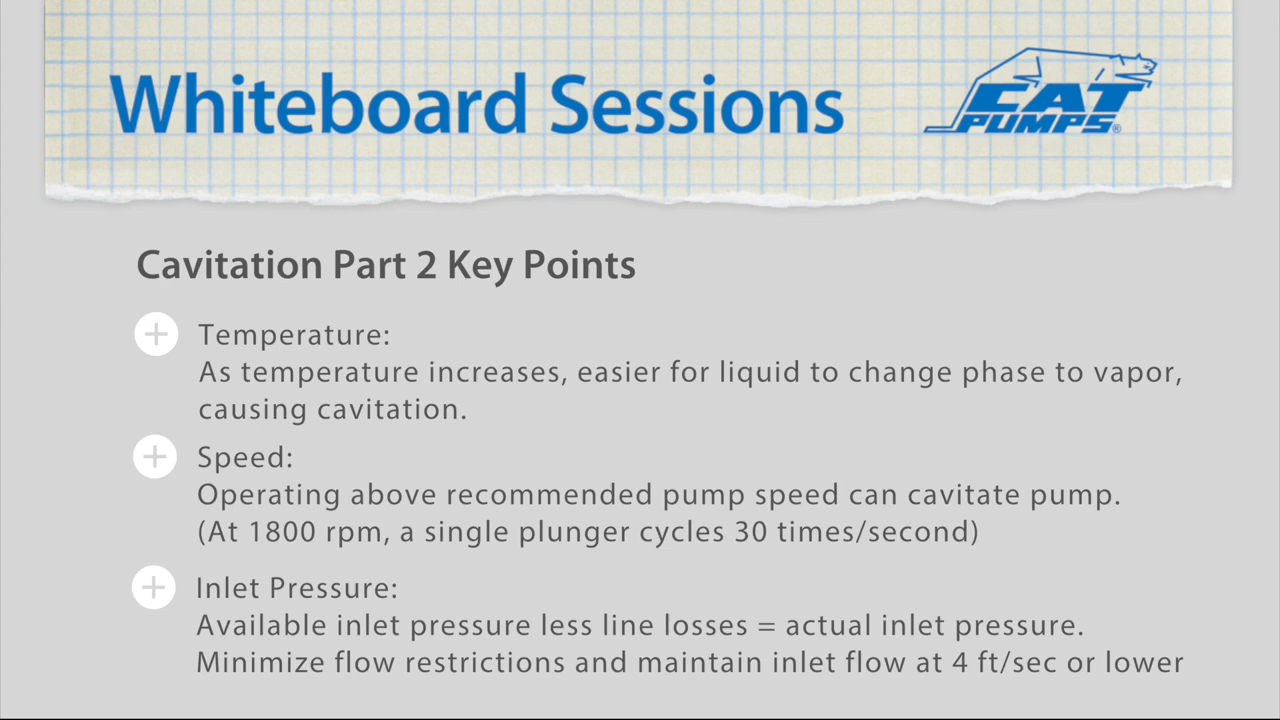 Whiteboard Sessions
CAT
PUMPS®
Cavitation Part 2 Key Points
Temperature:
As temperature increases, easier for liquid to change phase to vapor,
causing cavitation.
Speed:
Operating above recommended pump speed can cavitate pump.
(At 1800 rpm, a single plunger cycles 30 times/second)
Inlet Pressure:
Available inlet pressure less line losses = actual inlet pressure.
Minimize flow restrictions and maintain inlet flow at 4 ft/sec or lower